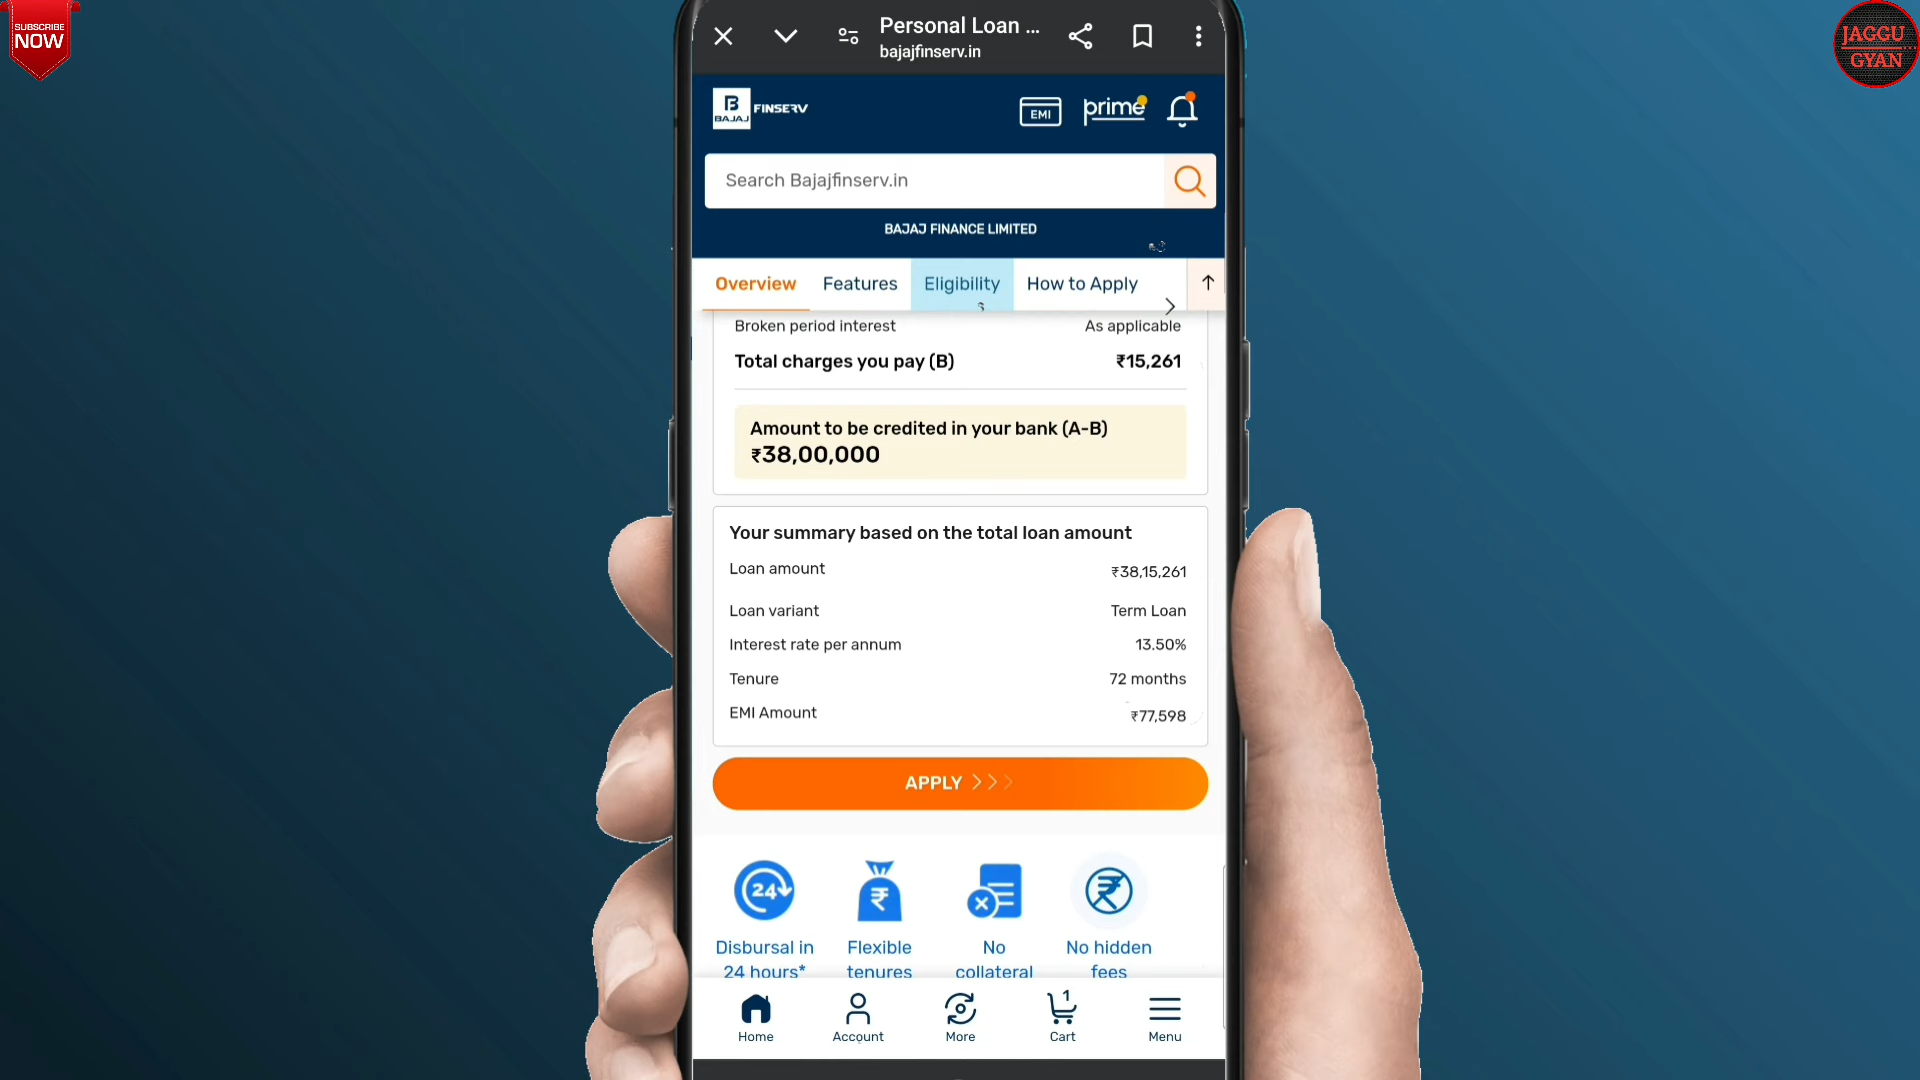 SUBSCRIBE
NOW
JAGGU
GYAN
Personal Loan ...
bajajfinserv.in
B
BAJAJ
FINSERV
EMI
prime
Search Bajajfinserv.in
BAJAJ FINANCE LIMITED
Overview Features Eligibility How to Apply
Broken period interest As applicable
Total charges you pay (B) ₹15,261
Amount to be credited in your bank (A-B)
₹38,00,000
Your summary based on the total loan amount
Loan amount ₹38,15,261
Loan variant Term Loan
Interest rate per annum 13.50%
Tenure 72 months
EMI Amount ₹77,598
APPLY
24
₹
₹
Disbursal in Flexible No No hidden
24 hours* tenures collateral fees
1
Home Account More Cart Menu